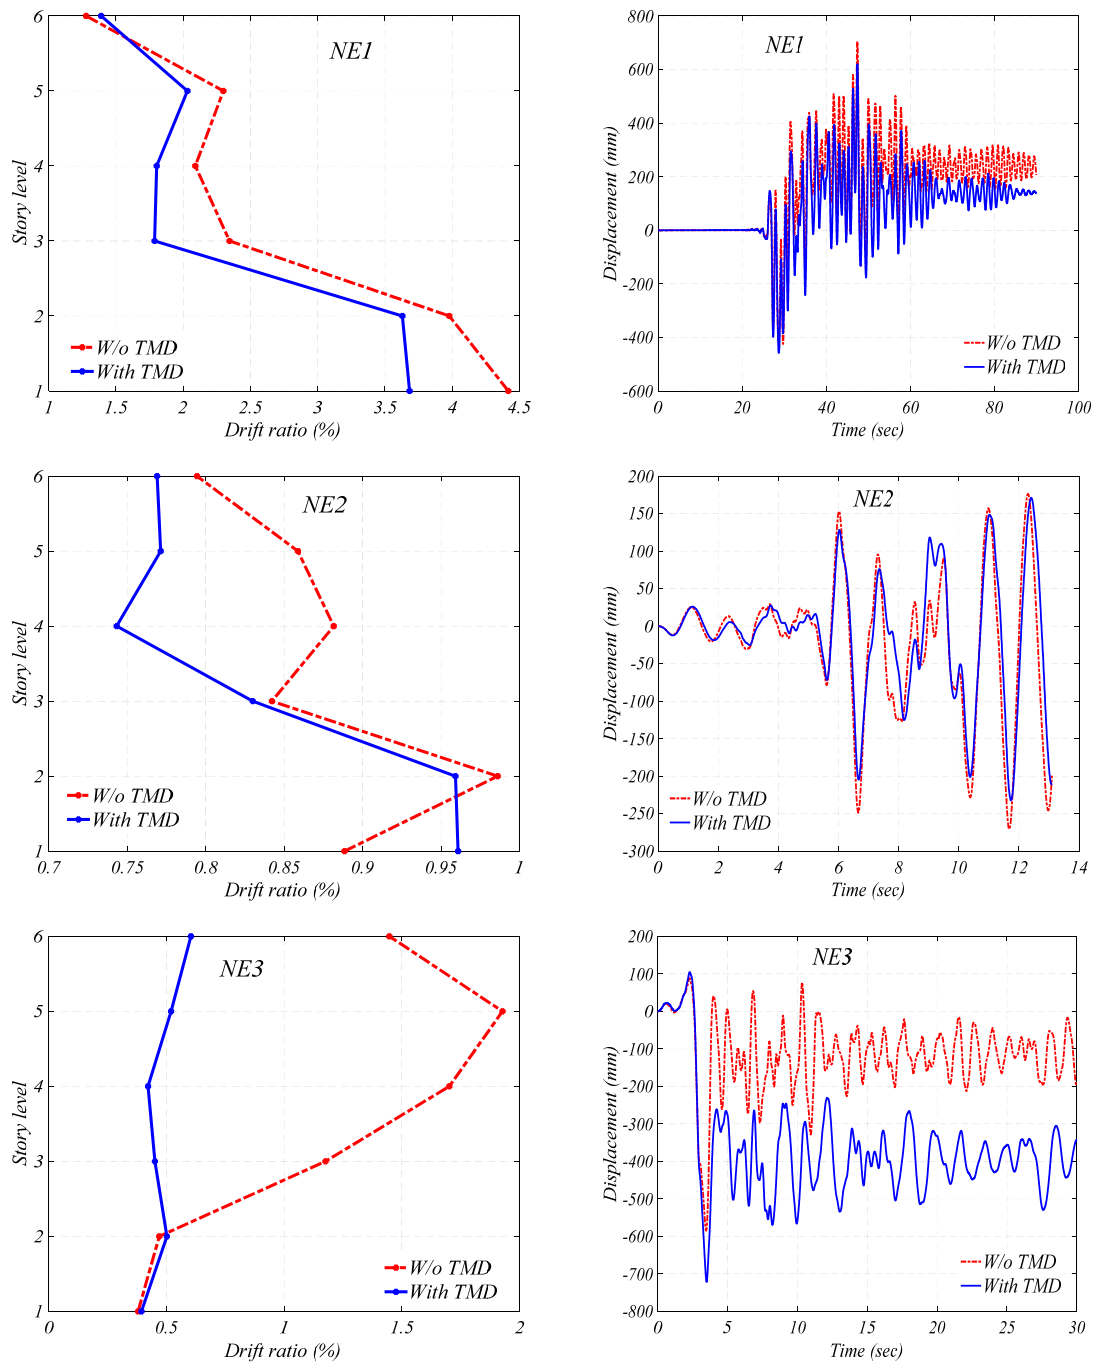 6
5
4
3
2
1
Story level
NE1
W/o TMD
With TMD
1 1.5 2 2.5 3 3.5 4 4.5
Drift ratio (%)
800
600
400
200
0
-200
-400
-600
Displacement (mm)
NE1
W/o TMD
With TMD
0 20 40 60 80 100
Time (sec)
6
5
4
3
2
1
Story level
NE2
W/o TMD
With TMD
0.7 0.75 0.8 0.85 0.9 0.95 1
Drift ratio (%)
200
150
100
50
0
-50
-100
-150
-200
-250
-300
Displacement (mm)
NE2
W/o TMD
With TMD
0 2 4 6 8 10 12 14
Time (sec)
6
5
4
3
2
1
Story level
NE3
W/o TMD
With TMD
0 0.5 1 1.5 2
Drift ratio (%)
200
100
0
-100
-200
-300
-400
-500
-600
-700
-800
Displacement (mm)
NE3
W/o TMD
With TMD
0 5 10 15 20 25 30
Time (sec)